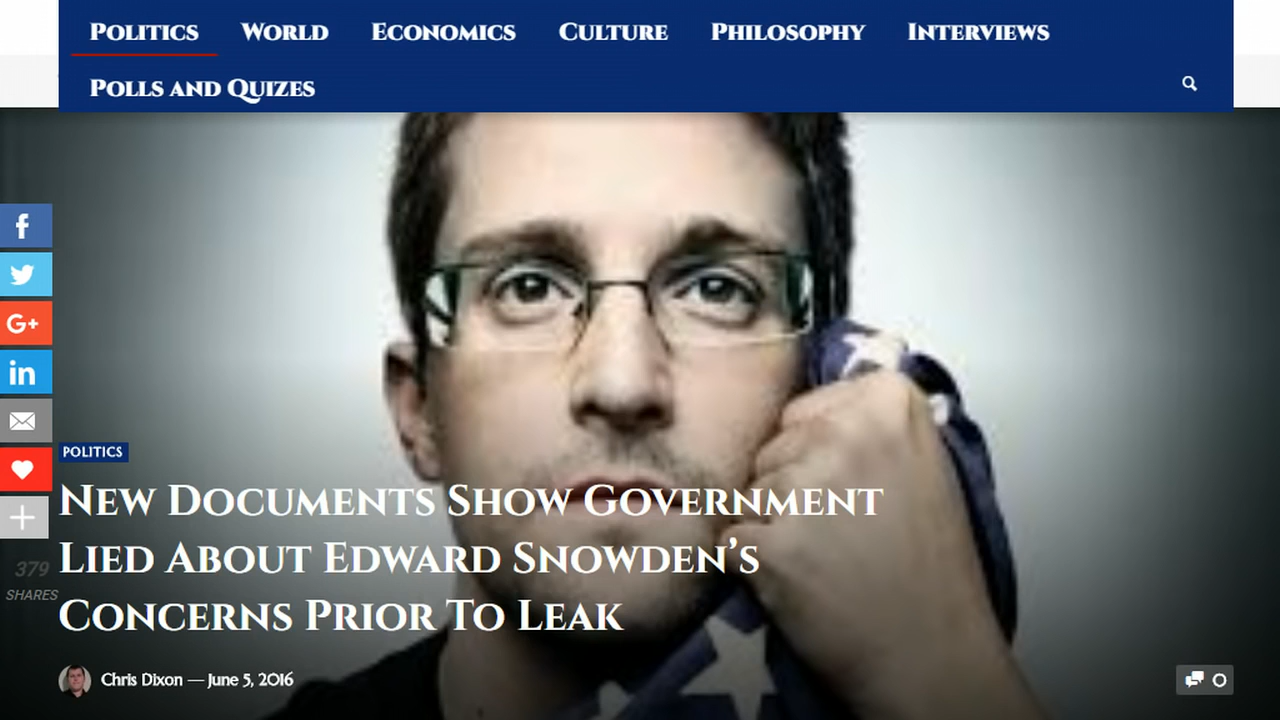 Politics World Economics Culture Philosophy Interviews
Polls and Quizes
f
G+
in
POLITICS
New Documents Show Government
Lied About Edward Snowden’s
Concerns Prior To Leak
379
SHARES
Chris Dixon — June 5, 2016
0